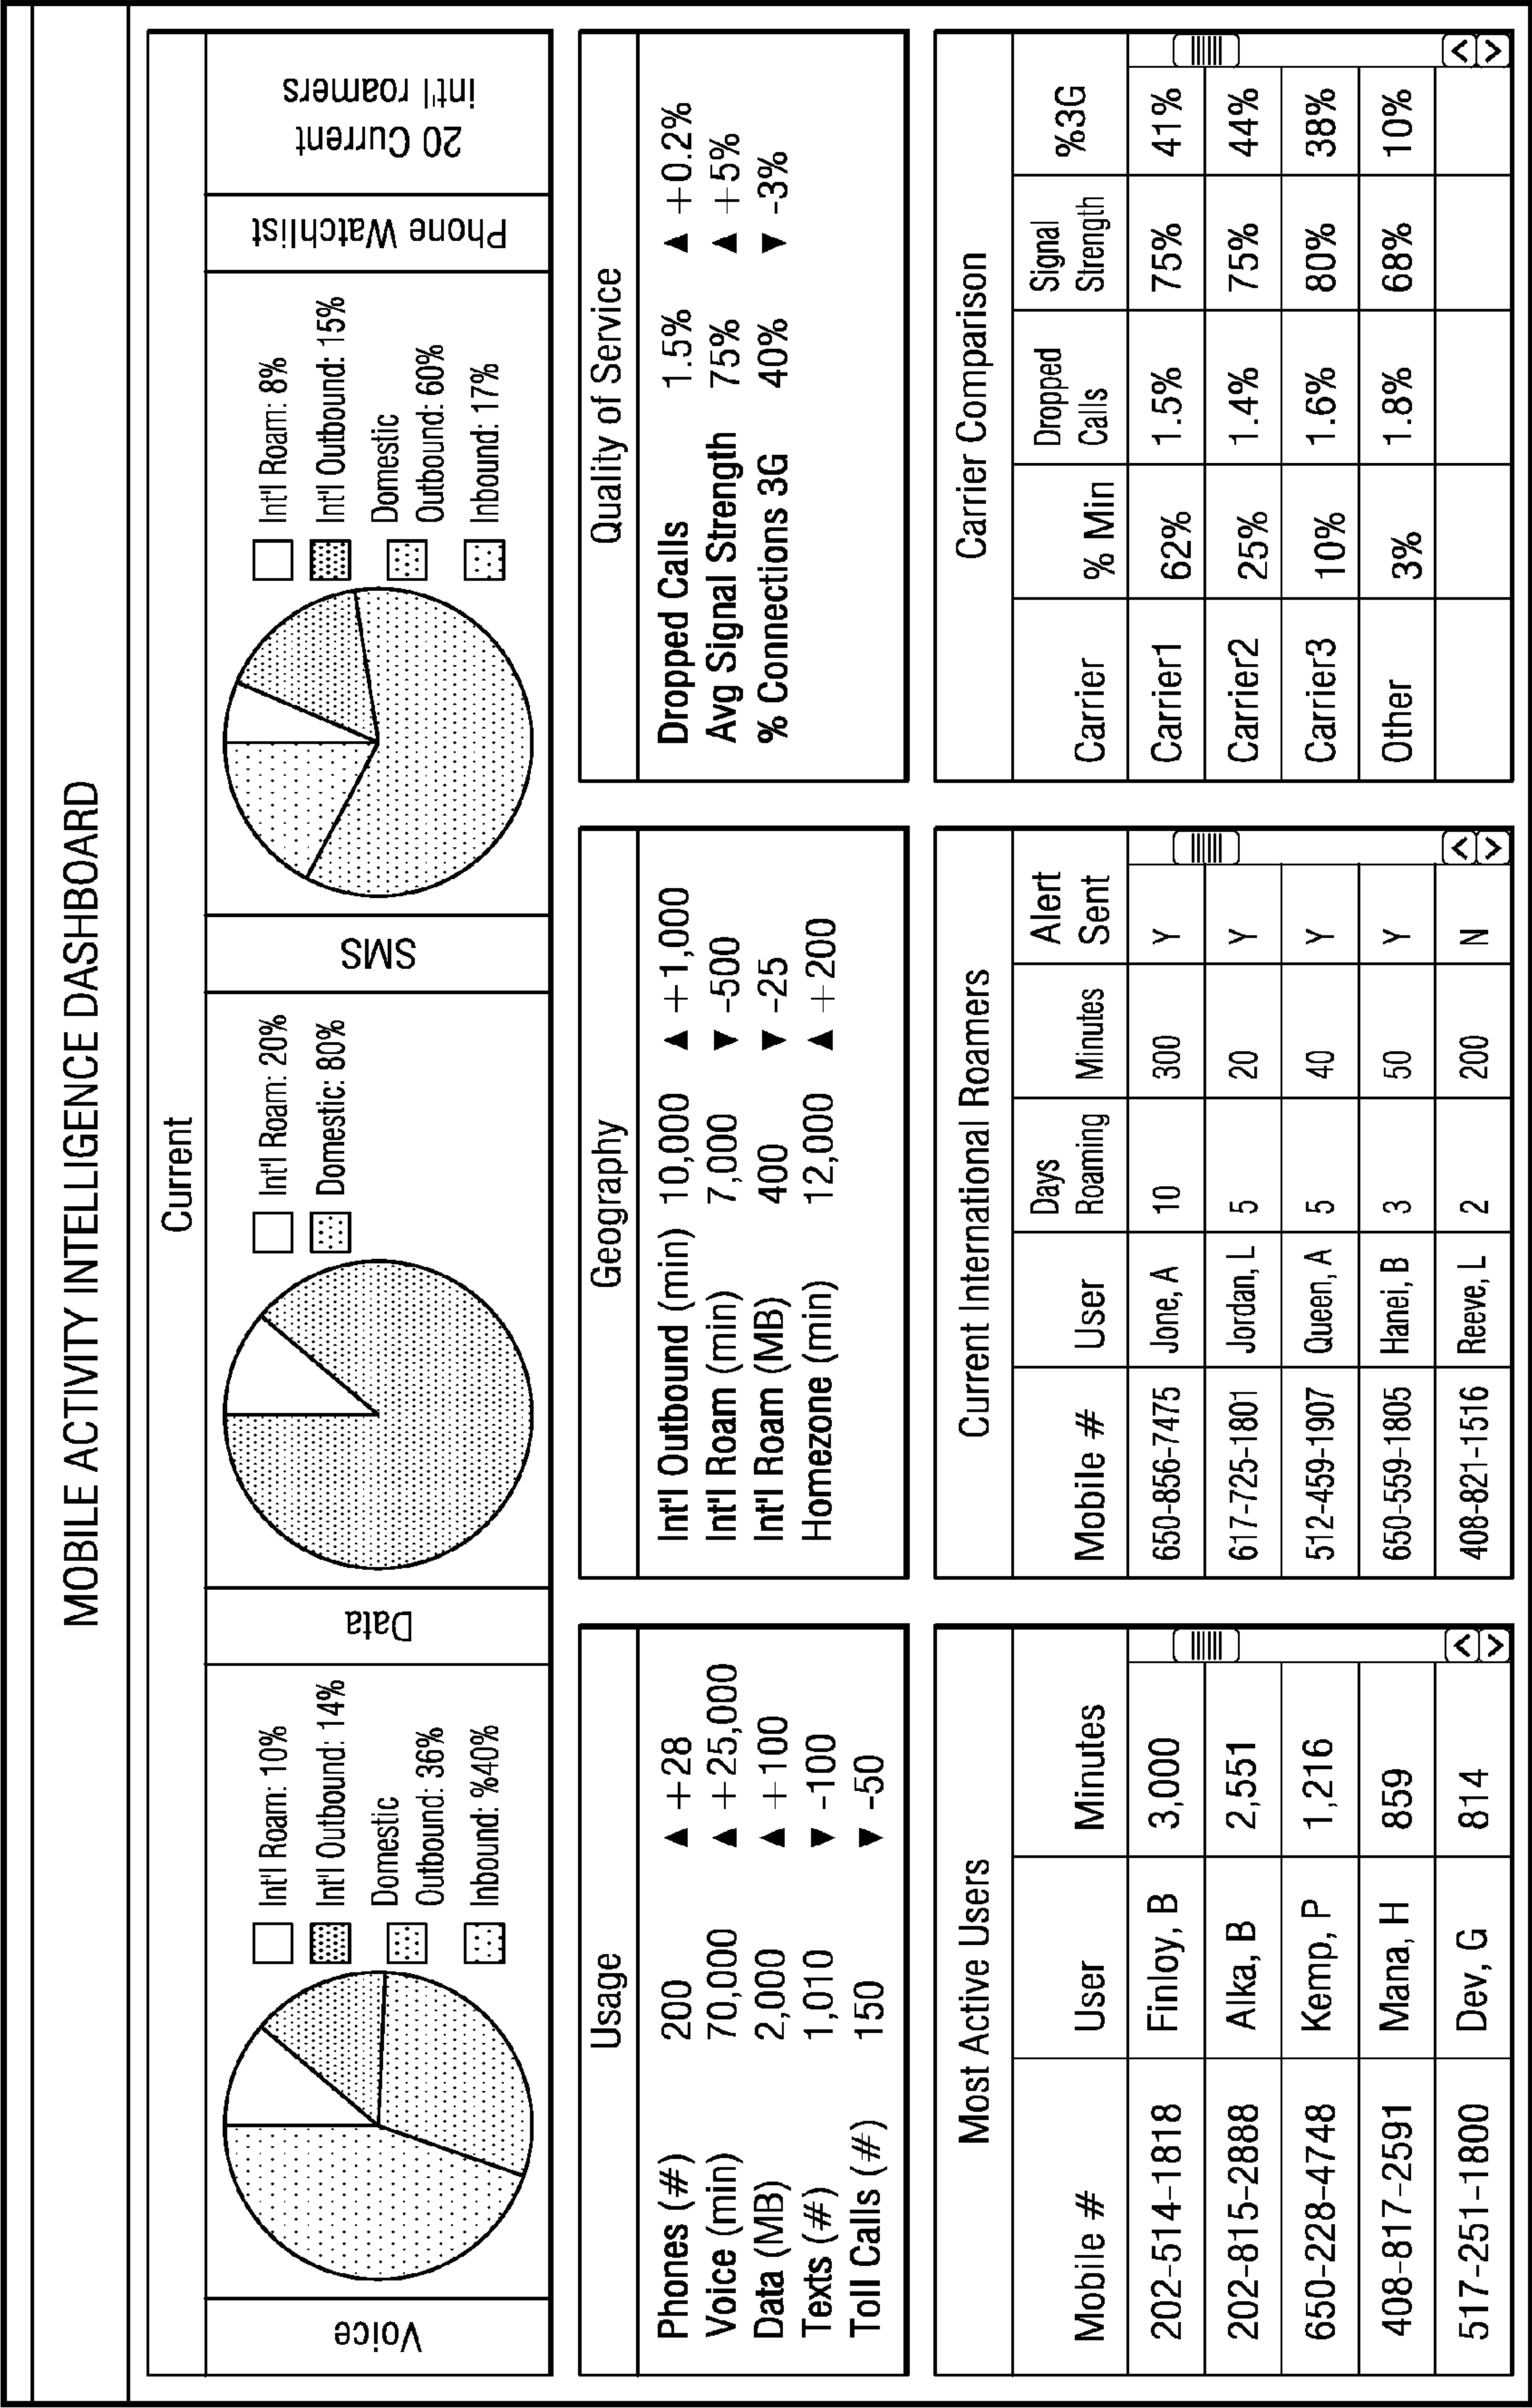 MOBILE ACTIVITY INTELLIGENCE DASHBOARD
Current
Voice
Int'l Roam: 10%
Int'l Outbound: 14%
Domestic
Outbound: 36%
Inbound: %40%
Data
Int'l Roam: 20%
Domestic: 80%
SMS
Int'l Roam: 8%
Int'l Outbound: 15%
Domestic
Outbound: 60%
Inbound: 17%
Phone Watchlist
20 Current
int'l roamers
Usage
Phones (#) 200 ▲ +28
Voice (min) 70,000 ▲ +25,000
Data (MB) 2,000 ▲ +100
Texts (#) 1,010 ▼ -100
Toll Calls (#) 150 ▼ -50
Geography
Int'l Outbound (min) 10,000 ▲ +1,000
Int'l Roam (min) 7,000 ▼ -500
Int'l Roam (MB) 400 ▼ -25
Homezone (min) 12,000 ▲ +200
Quality of Service
Dropped Calls 1.5% ▲ +0.2%
Avg Signal Strength 75% ▲ +5%
% Connections 3G 40% ▼ -3%
Most Active Users
Mobile # User Minutes
202-514-1818 Finloy, B 3,000
202-815-2888 Alka, B 2,551
650-228-4748 Kemp, P 1,216
408-817-2591 Mana, H 859
517-251-1800 Dev, G 814
Current International Roamers
Mobile # User Days Roaming Minutes Alert Sent
650-856-7475 Jone, A 10 300 Y
617-725-1801 Jordan, L 5 20 Y
512-459-1907 Queen, A 5 40 Y
650-559-1805 Hanei, B 3 50 Y
408-821-1516 Reeve, L 2 200 N
Carrier Comparison
Carrier % Min Dropped Calls Signal Strength %3G
Carrier1 62% 1.5% 75% 41%
Carrier2 25% 1.4% 75% 44%
Carrier3 10% 1.6% 80% 38%
Other 3% 1.8% 68% 10%